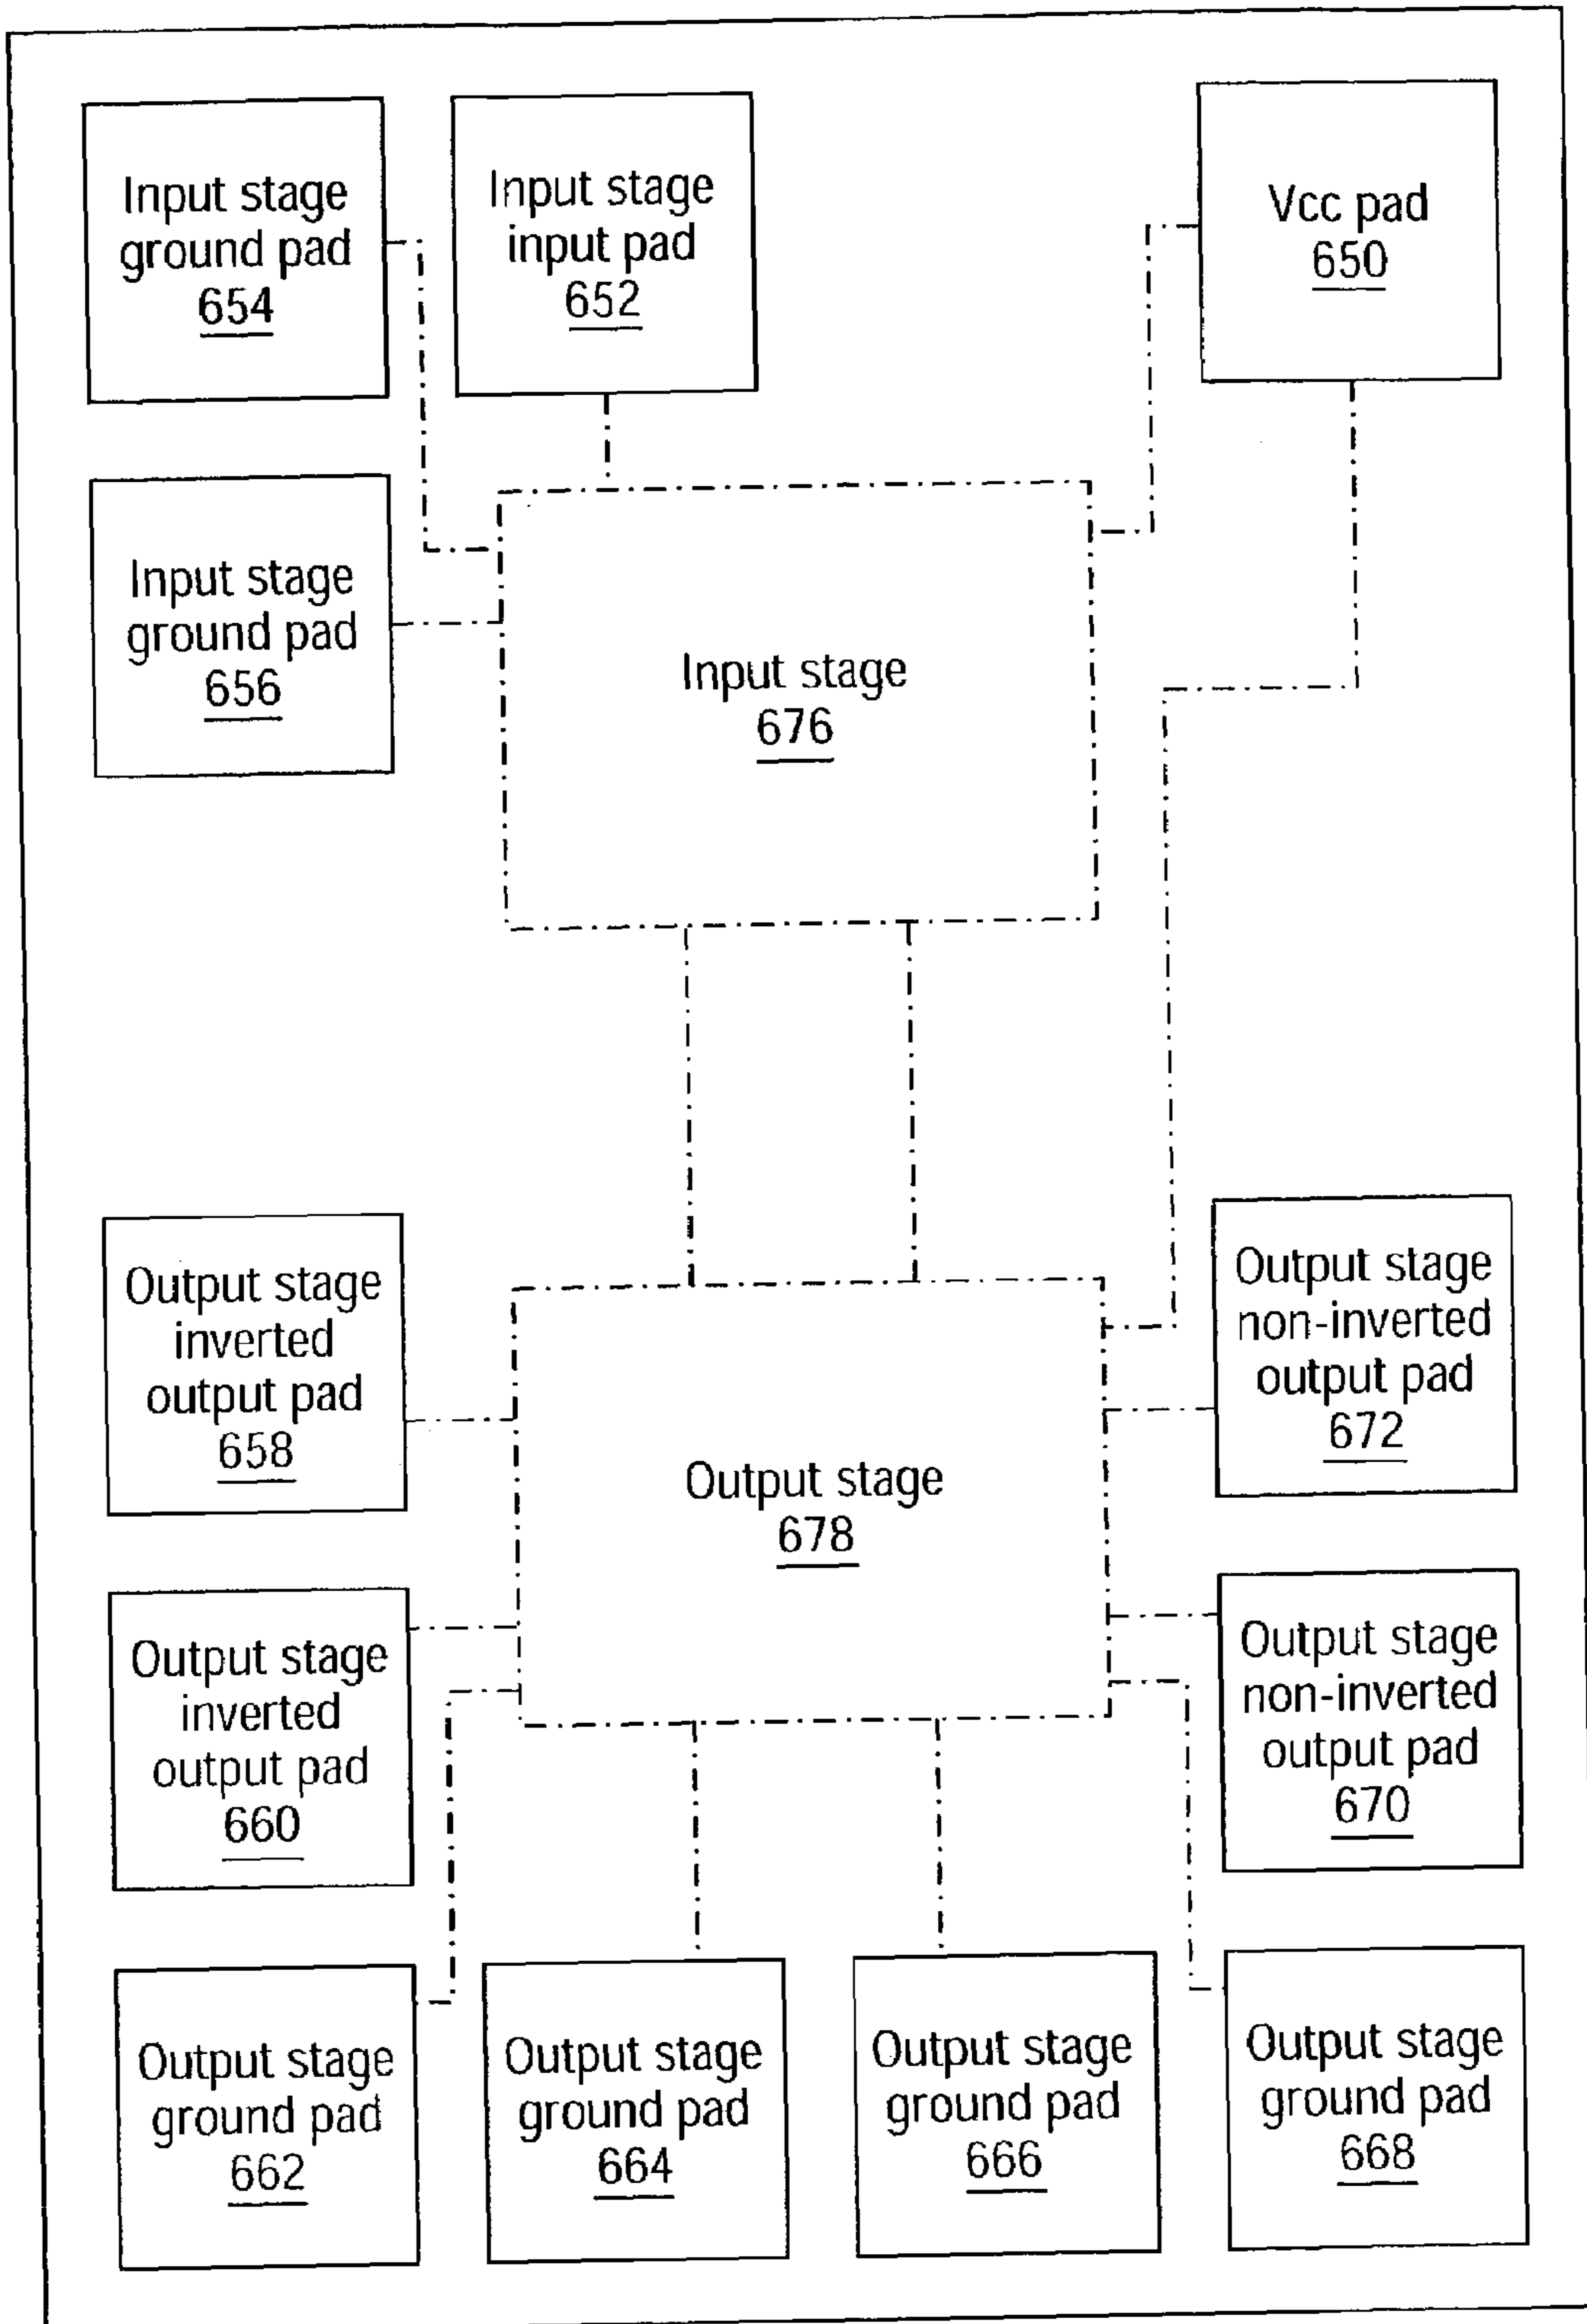 Input stage
ground pad
654
Input stage
input pad
652
Vcc pad
650
Input stage
ground pad
656
Input stage
676
Output stage
inverted
output pad
658
Output stage
non-inverted
output pad
672
Output stage
678
Output stage
inverted
output pad
660
Output stage
non-inverted
output pad
670
Output stage
ground pad
662
Output stage
ground pad
664
Output stage
ground pad
666
Output stage
ground pad
668